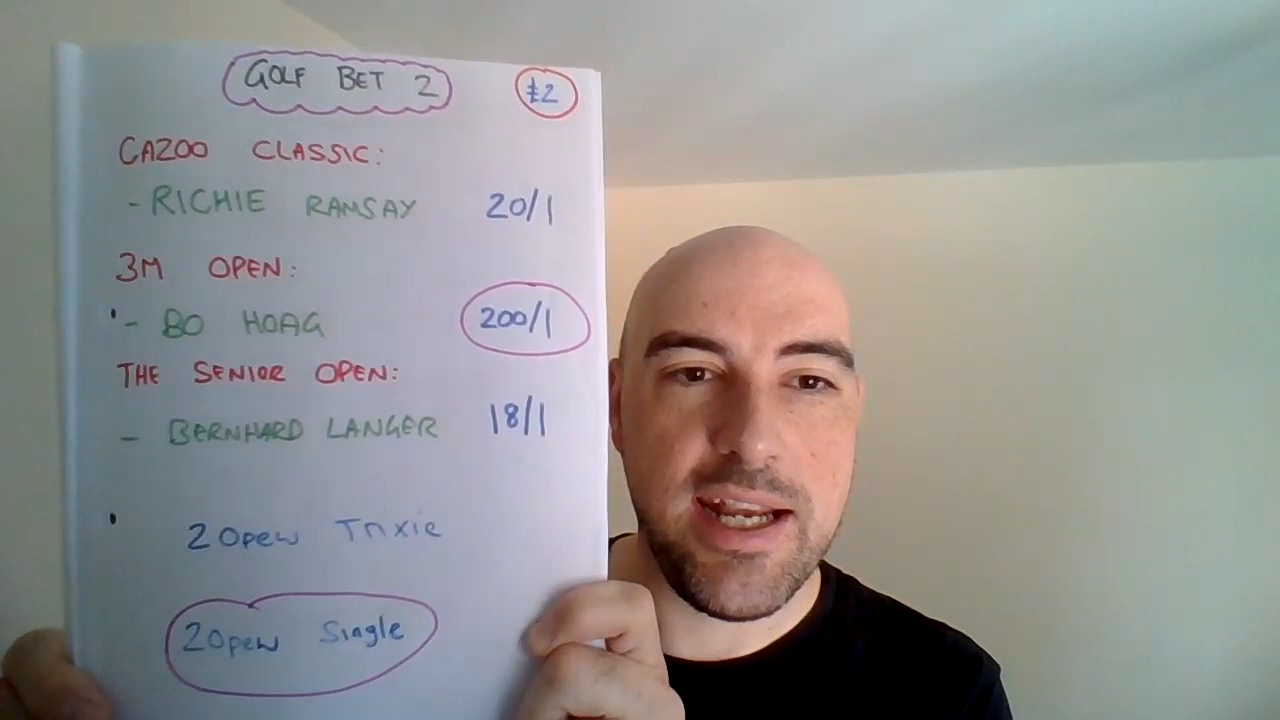 GOLF BET 2 £2
CAZOO CLASSIC:
- RICHIE RAMSAY 20/1
3M OPEN:
- BO HOAG 200/1
THE SENIOR OPEN:
- BERNHARD LANGER 18/1
20pew Trixie
20pew Single